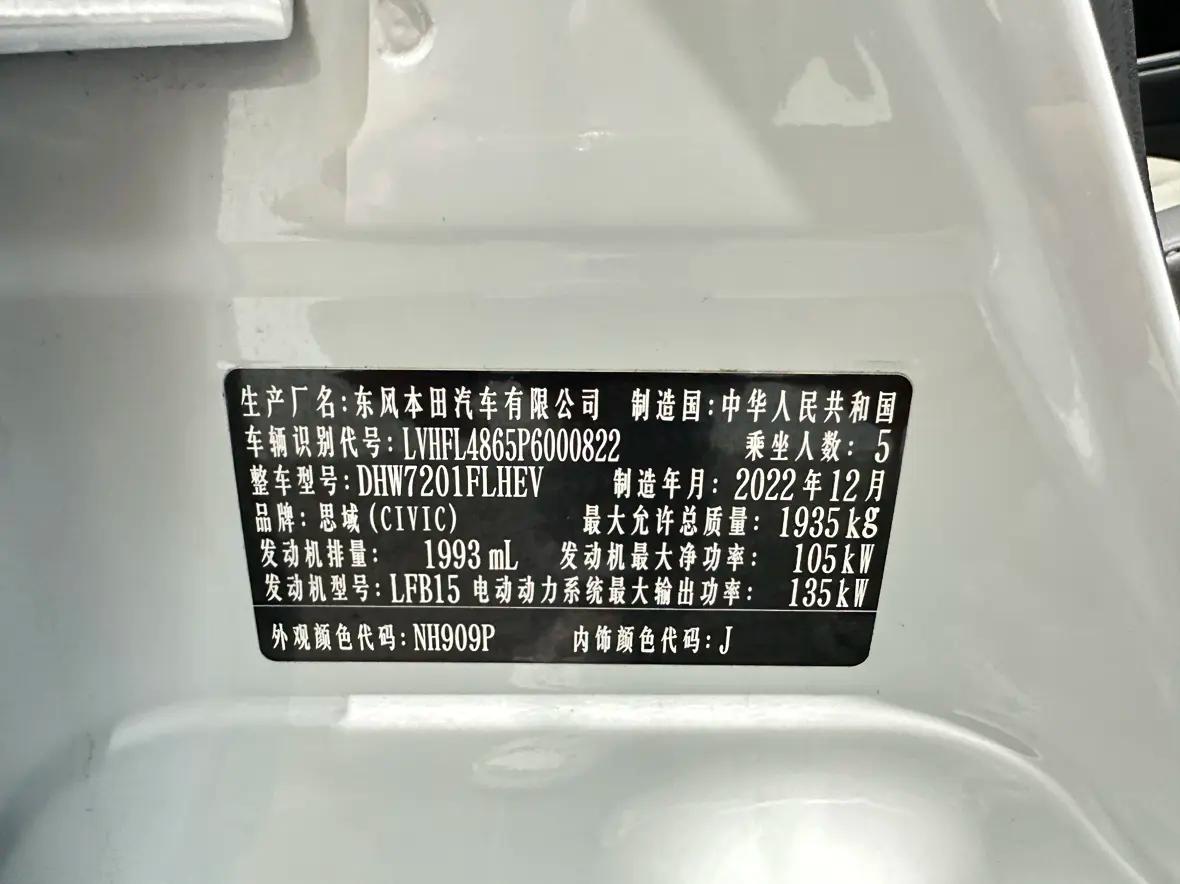 生产厂名:东风本田汽车有限公司 制造国:中华人民共和国
车辆识别代号:LVHFL4865P6000822 乘坐人数:5
整车型号:DHW7201FLHEV 制造年月:2022年12月
品牌:思域(CIVIC) 最大允许总质量:1935kg
发动机排量: 1993mL 发动机最大净功率: 105kW
发动机型号:LFB15 电动动力系统最大输出功率: 135kW
外观颜色代码:NH909P 内饰颜色代码:J